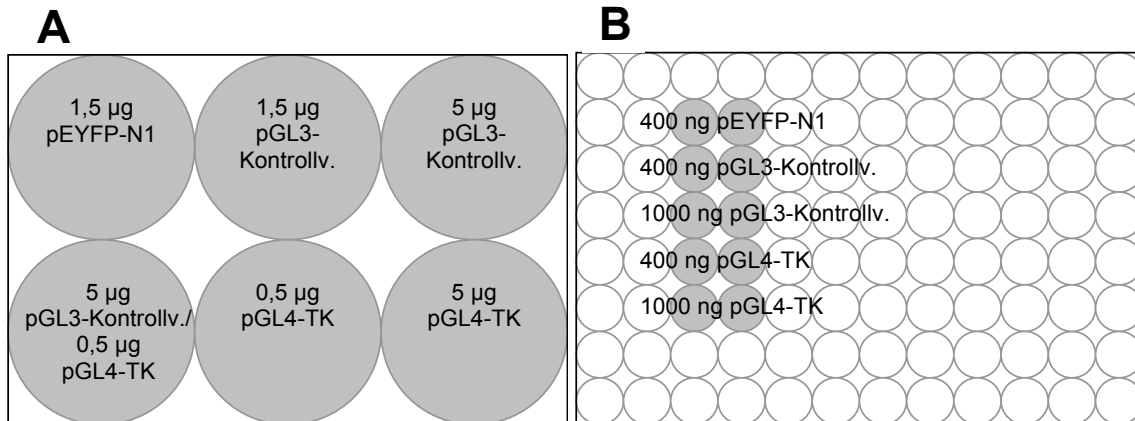 A
B
1,5 µg
pEYFP-N1
1,5 µg
pGL3-
Kontrollv.
5 µg
pGL3-
Kontrollv.
5 µg
pGL3-Kontrollv./
0,5 µg
pGL4-TK
0,5 µg
pGL4-TK
5 µg
pGL4-TK
400 ng pEYFP-N1
400 ng pGL3-Kontrollv.
1000 ng pGL3-Kontrollv.
400 ng pGL4-TK
1000 ng pGL4-TK